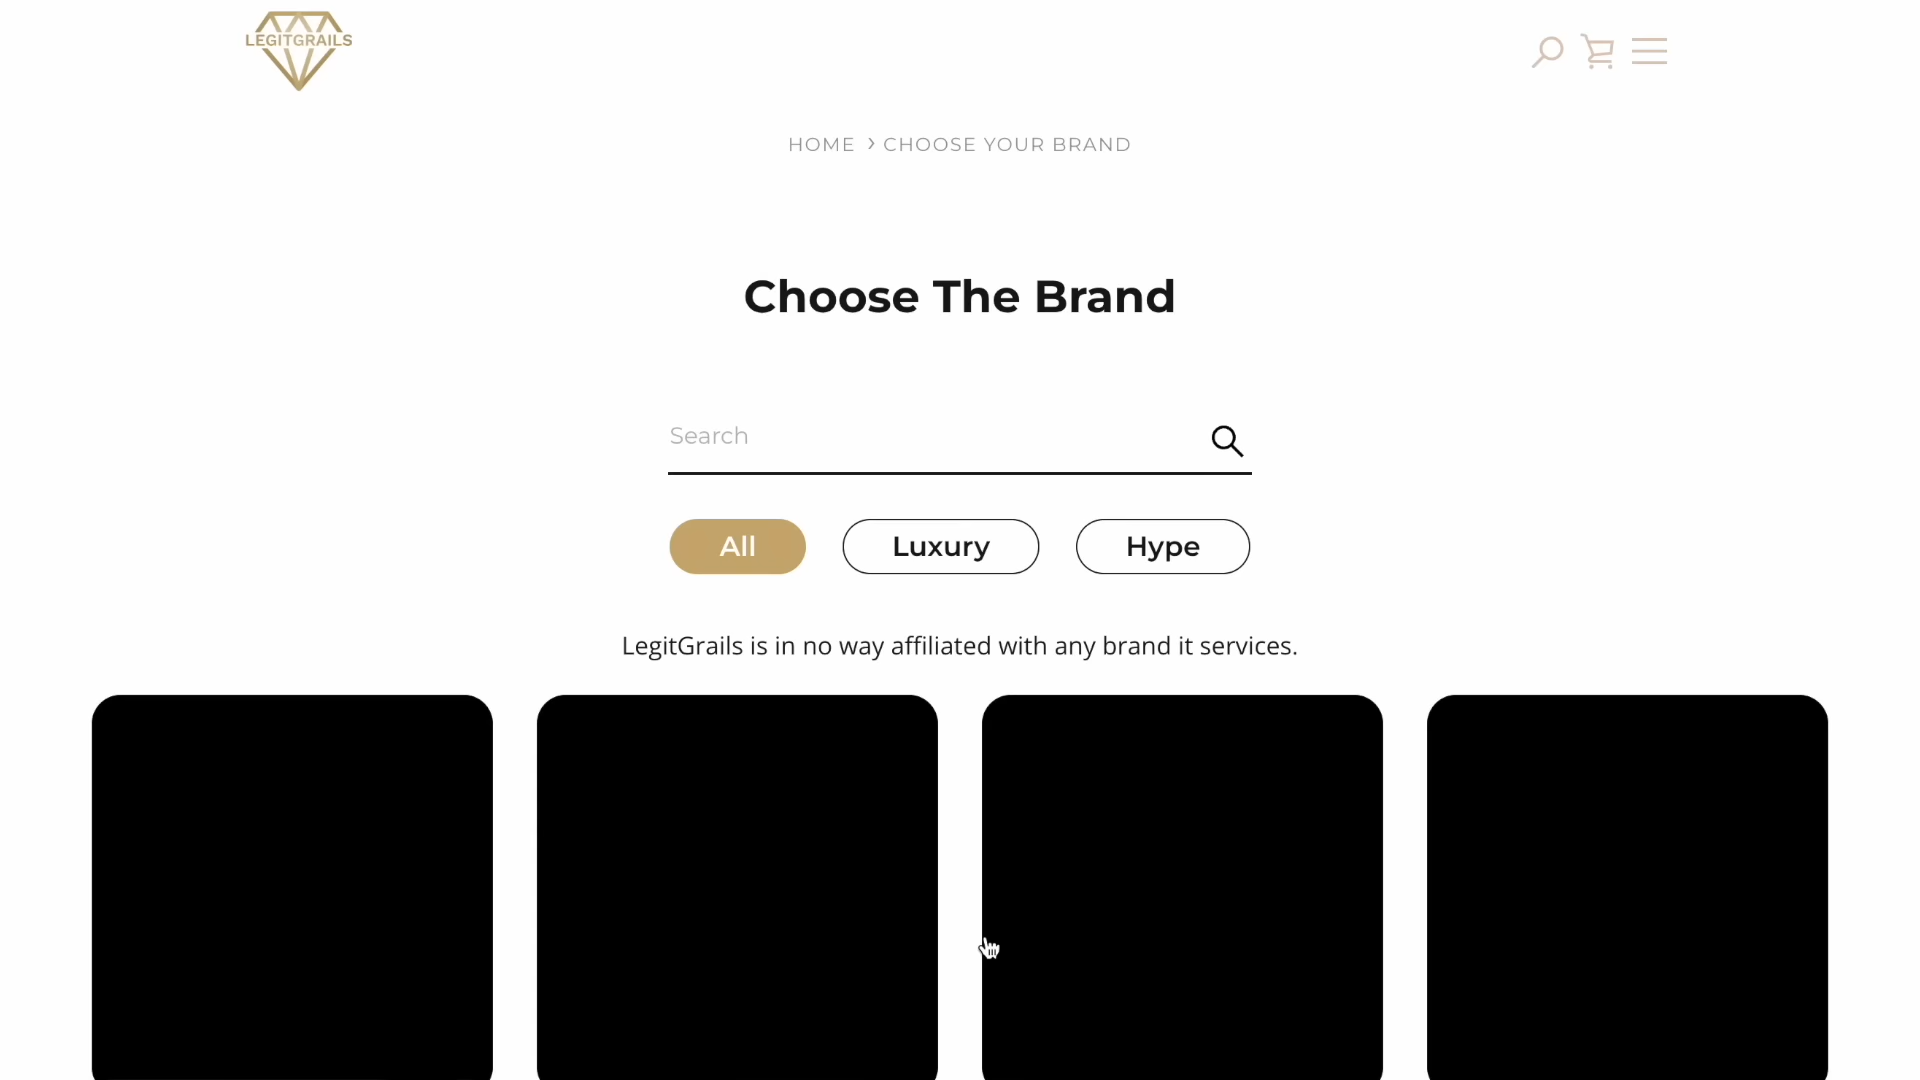 LEGITGRAILS
HOME › CHOOSE YOUR BRAND
Choose The Brand
Search
All
Luxury
Hype
LegitGrails is in no way affiliated with any brand it services.